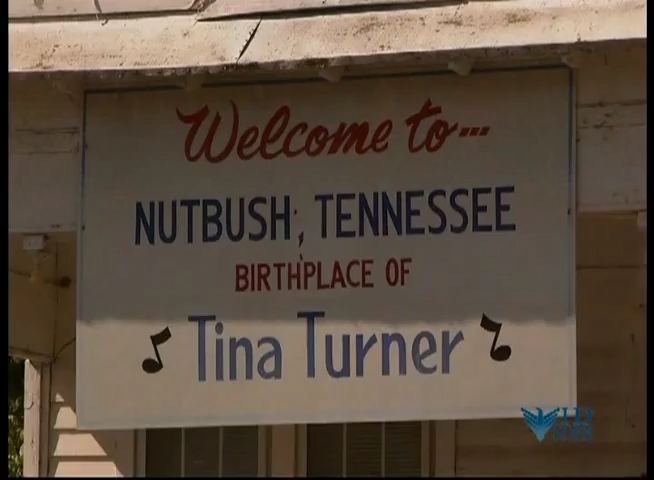 Welcome to...
NUTBUSH, TENNESSEE
BIRTHPLACE OF
Tina Turner